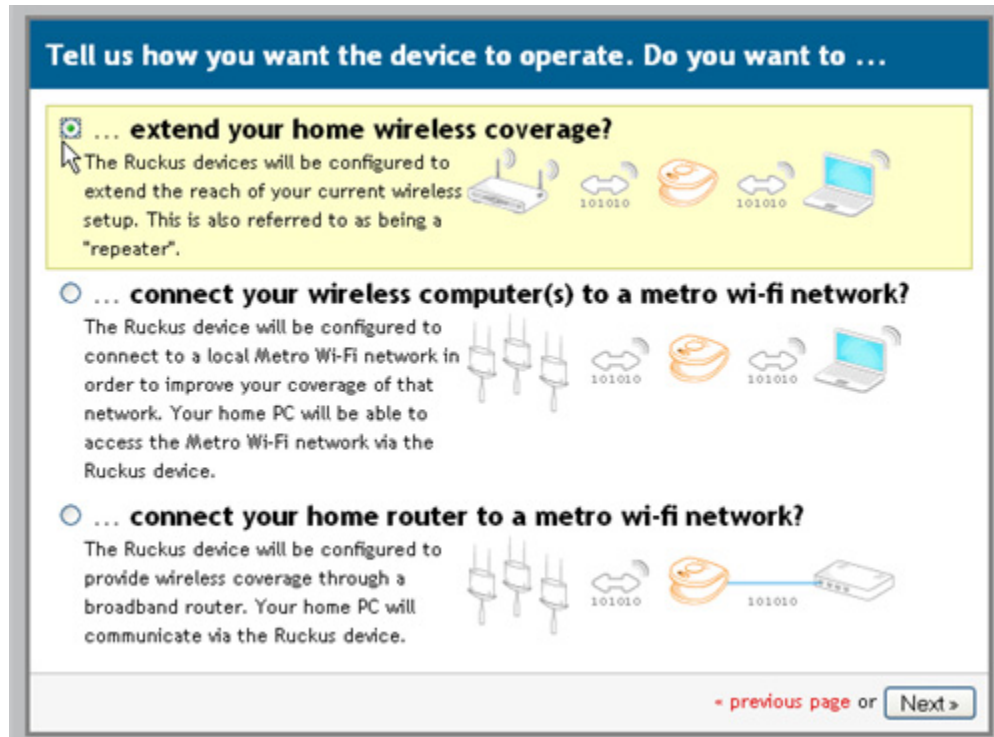 Tell us how you want the device to operate. Do you want to ...
... extend your home wireless coverage?
The Ruckus devices will be configured to
extend the reach of your current wireless
setup. This is also referred to as being a
"repeater".
101010
101010
... connect your wireless computer(s) to a metro wi-fi network?
The Ruckus device will be configured to
connect to a local Metro Wi-Fi network in
order to improve your coverage of that
network. Your home PC will be able to
access the Metro Wi-Fi network via the
Ruckus device.
101010
101010
... connect your home router to a metro wi-fi network?
The Ruckus device will be configured to
provide wireless coverage through a
broadband router. Your home PC will
communicate via the Ruckus device.
101010
101010
« previous page or Next »